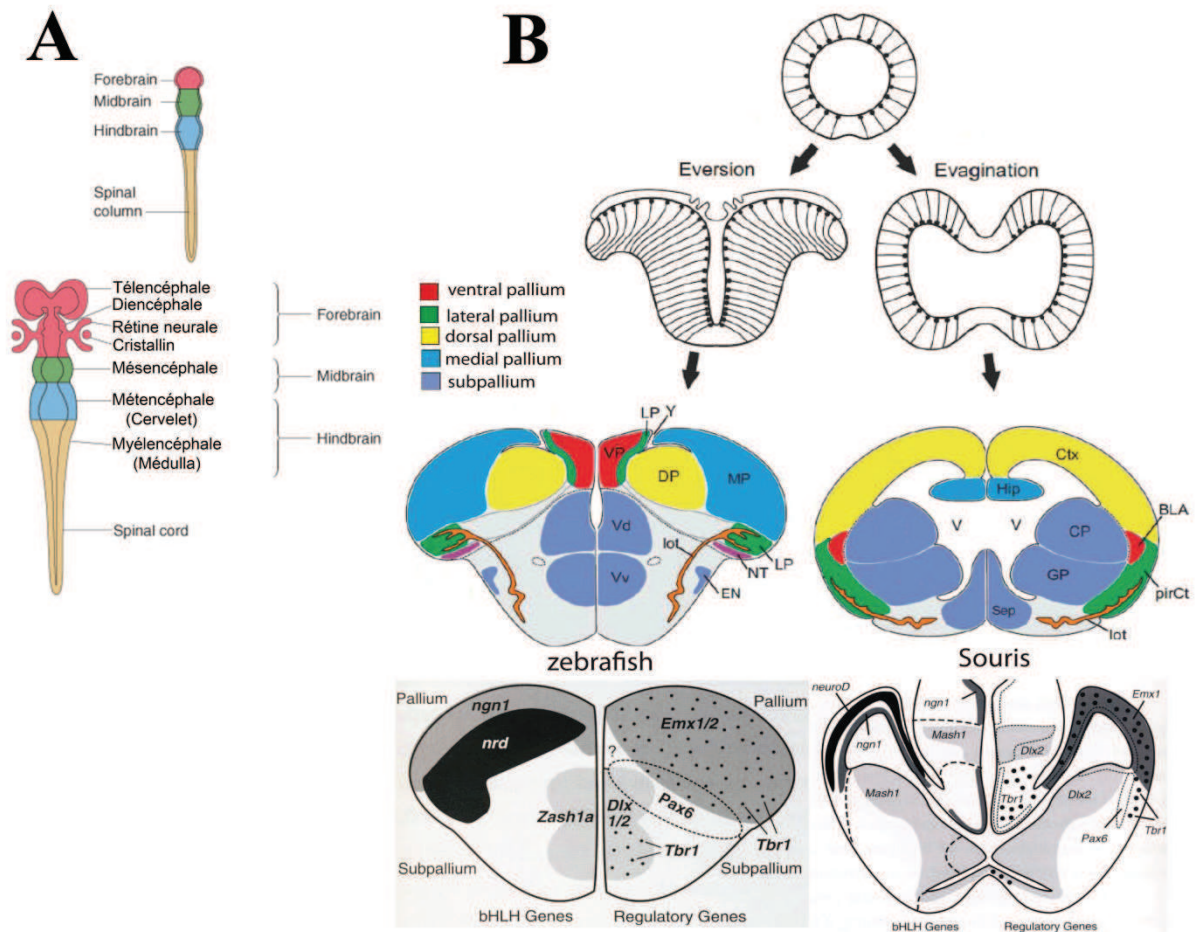 A
Forebrain
Midbrain
Hindbrain
Spinal
column
Télencéphale
Diencéphale
Rétine neurale
Cristallin
Mésencéphale
Métencéphale
(Cervelet)
Myélencéphale
(Médulla)
Spinal cord
Forebrain
Midbrain
Hindbrain
B
Eversion
Evagination
ventral pallium
lateral pallium
dorsal pallium
medial pallium
subpallium
LP Y
VP
DP
MP
Vd
lot
Vv
NT
LP
EN
zebrafish
Ctx
Hip
BLA
V V
CP
GP
pirCt
Sep
lot
Souris
Pallium
ngn1
nrd
Zash1a
Subpallium
bHLH Genes
Pallium
Emx1/2
?
Dlx
1/2
Pax6
Tbr1
Tbr1
Subpallium
Regulatory Genes
neuroD
ngn1
ngn1
Mash1
Mash1
bHLH Genes
Emx1
Dlx2
Tbr1
Dlx2
Pax6
Tbr1
Regulatory Genes